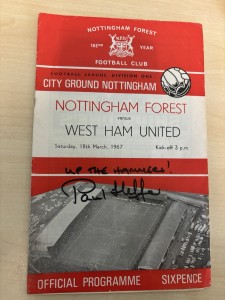 NOTTINGHAM FOREST
102ND YEAR
FOOTBALL CLUB
FOOTBALL LEAGUE DIVISION ONE
CITY GROUND NOTTINGHAM
NOTTINGHAM FOREST
versus
WEST HAM UNITED
Saturday, 18th March, 1967 Kick-off 3 p.m.
UP THE HAMMERS!
Paul
OFFICIAL PROGRAMME SIXPENCE